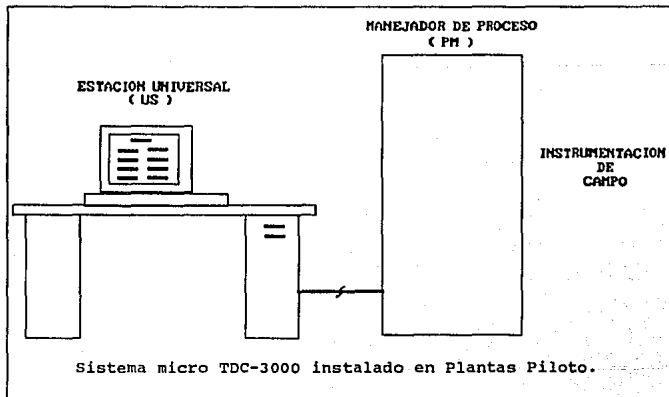 MANEJADOR DE PROCESO
( PM )
ESTACION UNIVERSAL
( US )
INSTRUMENTACION
DE
CAMPO
Sistema micro TDC-3000 instalado en Plantas Piloto.